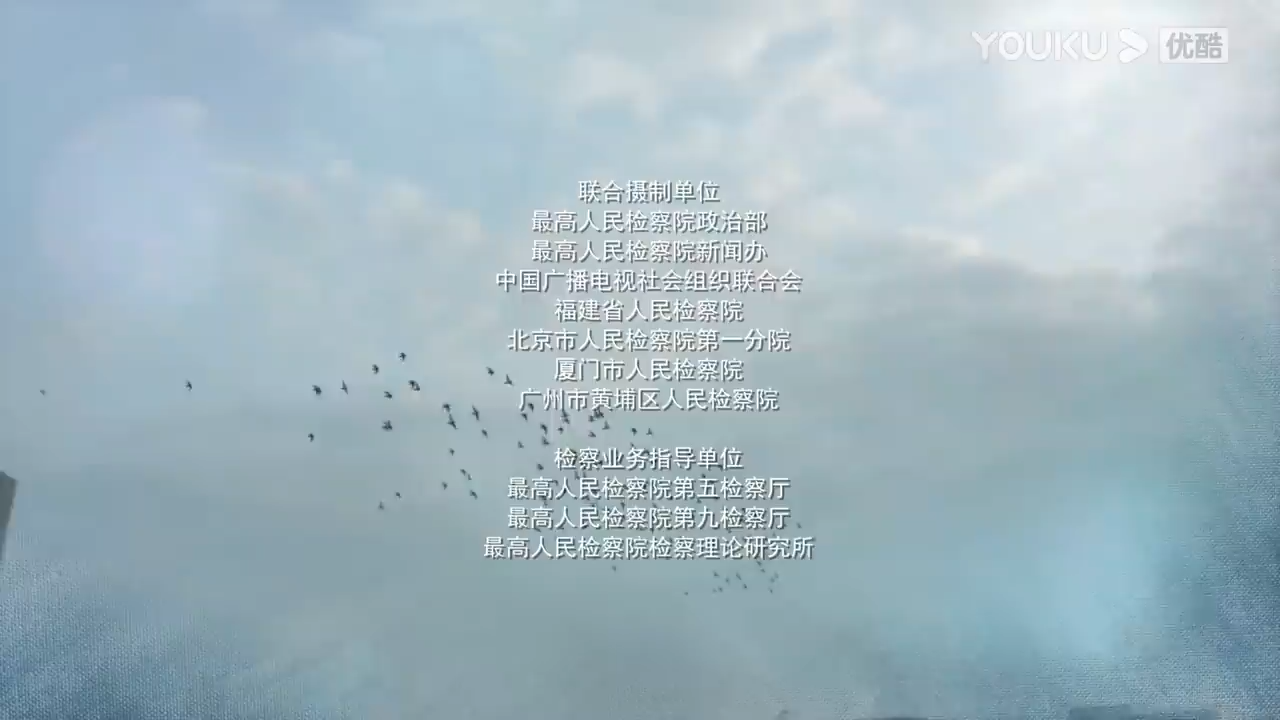 YOUKU 优酷
联合摄制单位
最高人民检察院政治部
最高人民检察院新闻办
中国广播电视社会组织联合会
福建省人民检察院
北京市人民检察院第一分院
厦门市人民检察院
广州市黄埔区人民检察院
检察业务指导单位
最高人民检察院第五检察厅
最高人民检察院第九检察厅
最高人民检察院检察理论研究所